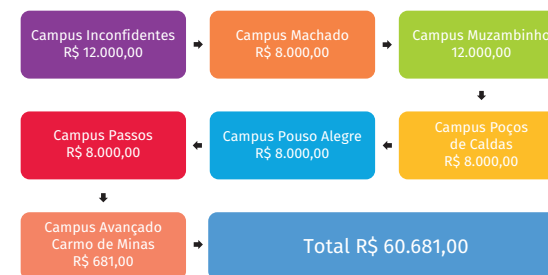 Campus Inconfidentes
R$ 12.000,00
Campus Machado
R$ 8.000,00
Campus Muzambinho
12.000,00
Campus Poços
de Caldas
R$ 8.000,00
Campus Pouso Alegre
R$ 8.000,00
Campus Passos
R$ 8.000,00
Campus Avançado
Carmo de Minas
R$ 681,00
Total R$ 60.681,00